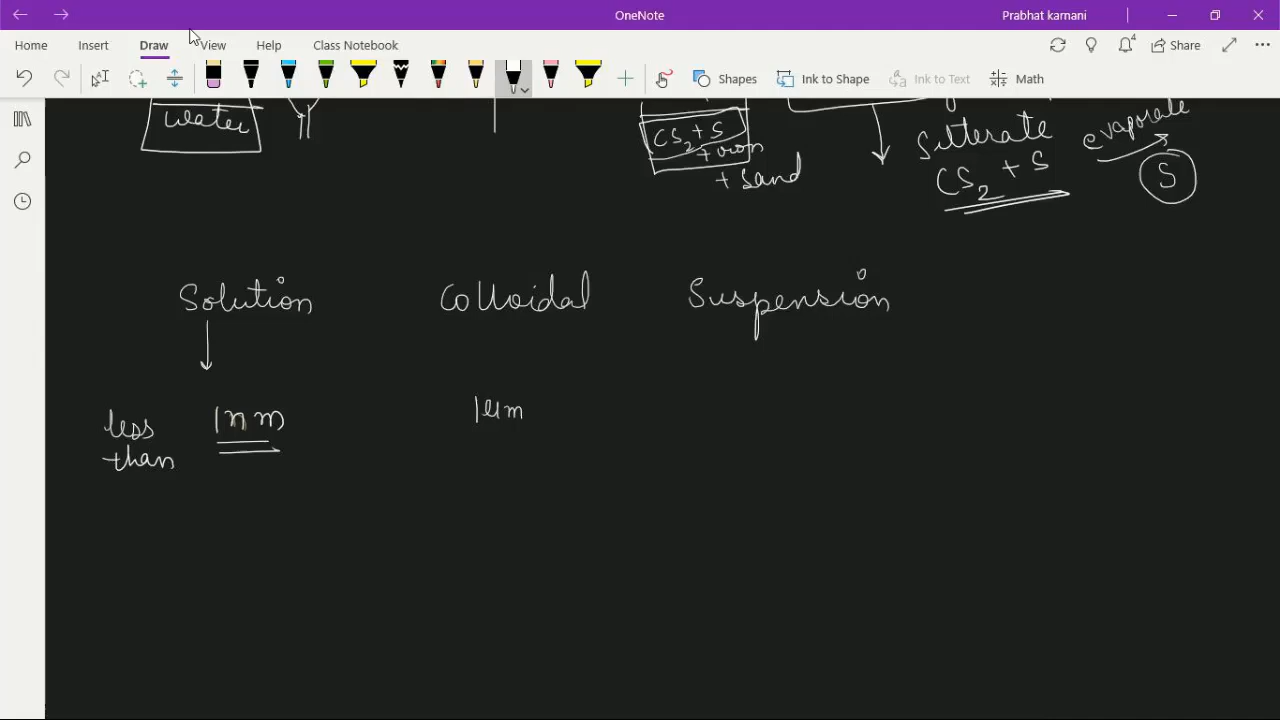 OneNote
Prabhat karnani
Home Insert Draw View Help Class Notebook
Share
Shapes Ink to Shape Ink to Text Math
water
CS2 + S
+ iron
+ Sand
filterate
CS2 + S
evaporate
S
Solution Colloidal Suspension
less than 1nm
1μm